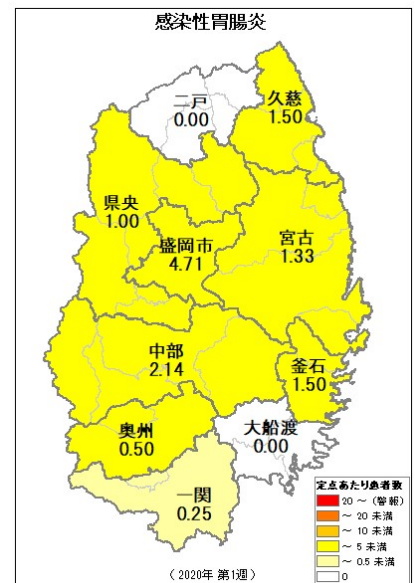 感染性胃腸炎
二戸
0.00
久慈
1.50
県央
1.00
盛岡市
4.71
宮古
1.33
中部
2.14
釜石
1.50
奥州
0.50
大船渡
0.00
一関
0.25
定点あたり患者数
20 ～ (警報)
～ 20 未満
～ 10 未満
～ 5 未満
～ 0.5 未満
0
( 2020年 第1週 )